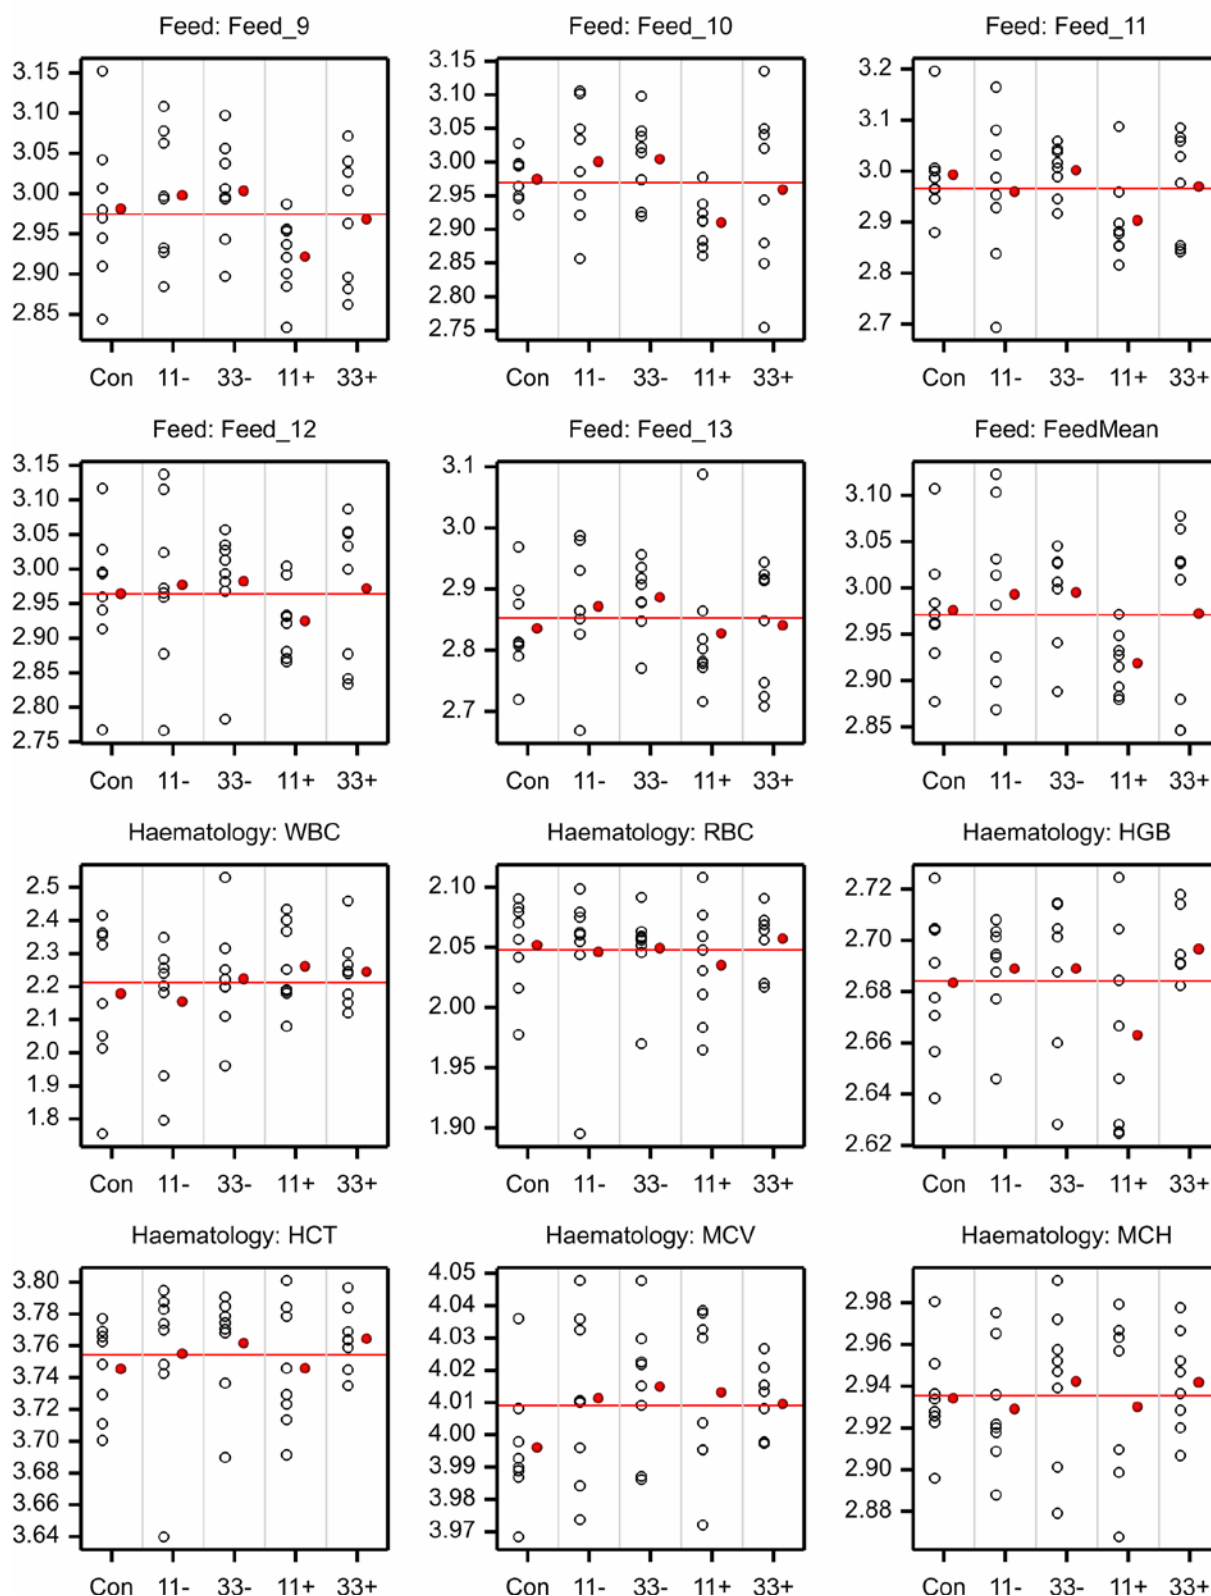 Feed: Feed_9 Feed: Feed_10 Feed: Feed_11
3.15 3.10 3.05 3.00 2.95 2.90 2.85
3.15 3.10 3.05 3.00 2.95 2.90 2.85 2.80 2.75
3.2 3.1 3.0 2.9 2.8 2.7
Con 11- 33- 11+ 33+ Con 11- 33- 11+ 33+ Con 11- 33- 11+ 33+
Feed: Feed_12 Feed: Feed_13 Feed: FeedMean
3.15 3.10 3.05 3.00 2.95 2.90 2.85 2.80 2.75
3.1 3.0 2.9 2.8 2.7
3.10 3.05 3.00 2.95 2.90 2.85
Con 11- 33- 11+ 33+ Con 11- 33- 11+ 33+ Con 11- 33- 11+ 33+
Haematology: WBC Haematology: RBC Haematology: HGB
2.5 2.4 2.3 2.2 2.1 2.0 1.9 1.8
2.10 2.05 2.00 1.95 1.90
2.72 2.70 2.68 2.66 2.64 2.62
Con 11- 33- 11+ 33+ Con 11- 33- 11+ 33+ Con 11- 33- 11+ 33+
Haematology: HCT Haematology: MCV Haematology: MCH
3.80 3.78 3.76 3.74 3.72 3.70 3.68 3.66 3.64
4.05 4.04 4.03 4.02 4.01 4.00 3.99 3.98 3.97
2.98 2.96 2.94 2.92 2.90 2.88
Con 11- 33- 11+ 33+ Con 11- 33- 11+ 33+ Con 11- 33- 11+ 33+